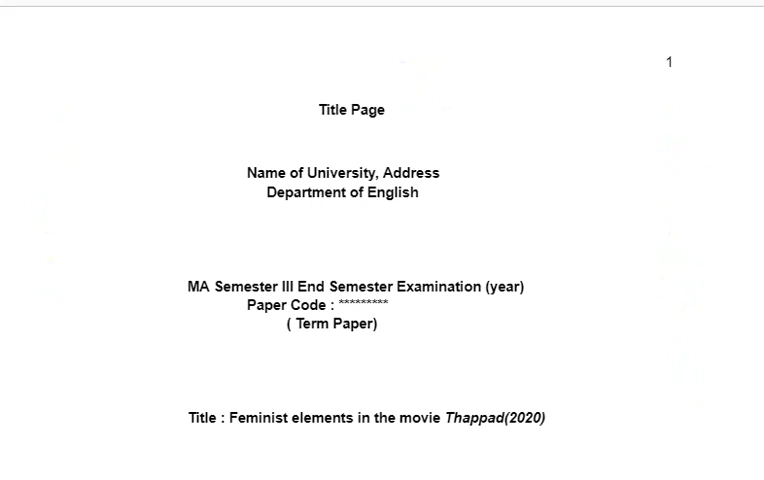 1
Title Page
Name of University, Address
Department of English
MA Semester III End Semester Examination (year)
Paper Code : *********
( Term Paper)
Title : Feminist elements in the movie Thappad(2020)